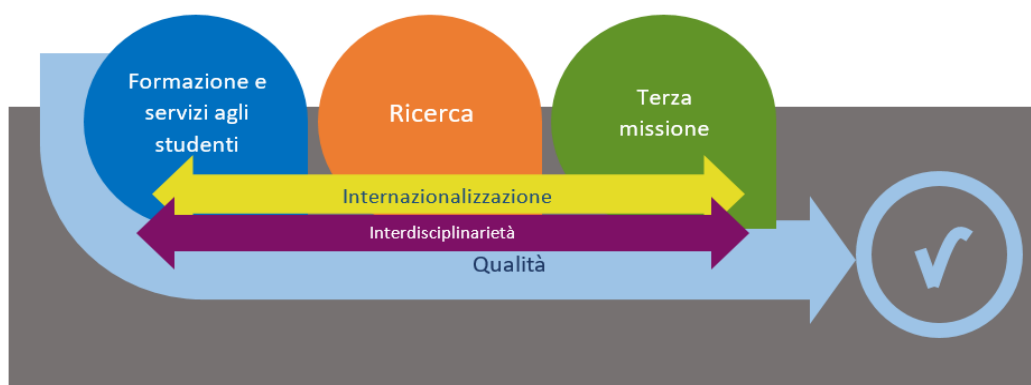 Formazione e
servizi agli
studenti
Ricerca
Terza
missione
Internazionalizzazione
Interdisciplinarietà
Qualità